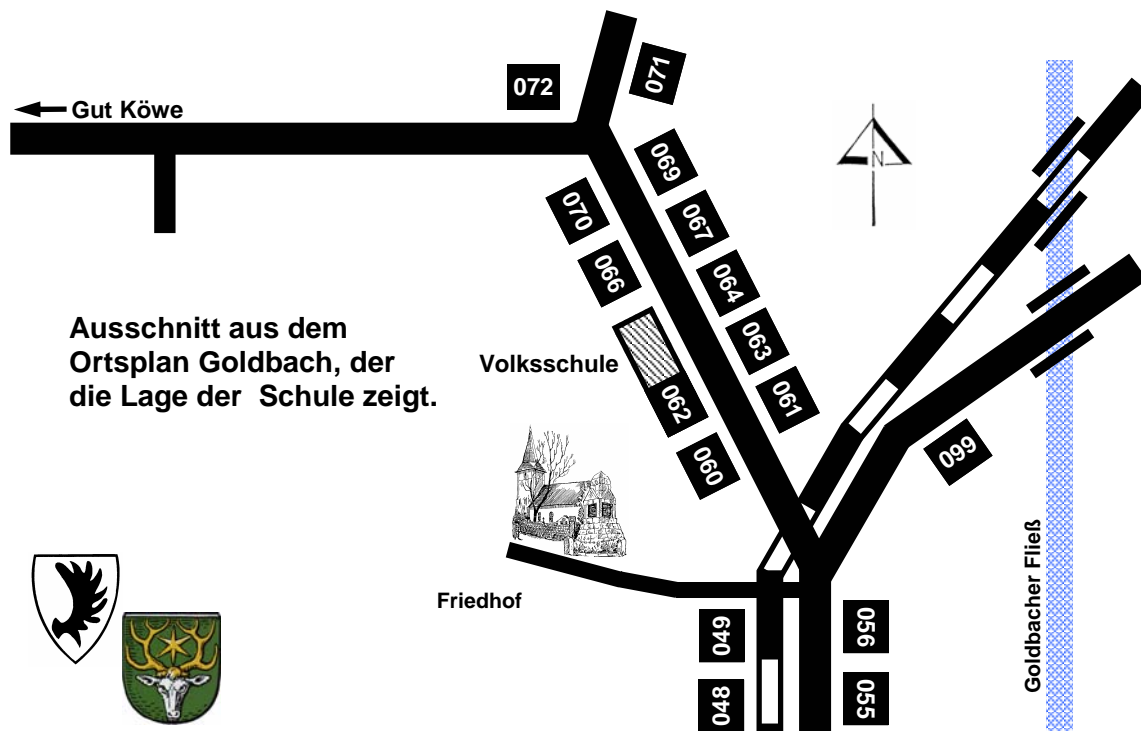 071
072
Gut Köwe
069
N
070
067
066
064
Ausschnitt aus dem
Ortsplan Goldbach, der
die Lage der Schule zeigt.
063
Volksschule
061
062
060
099
Goldbacher Fließ
Friedhof
049
056
048
055